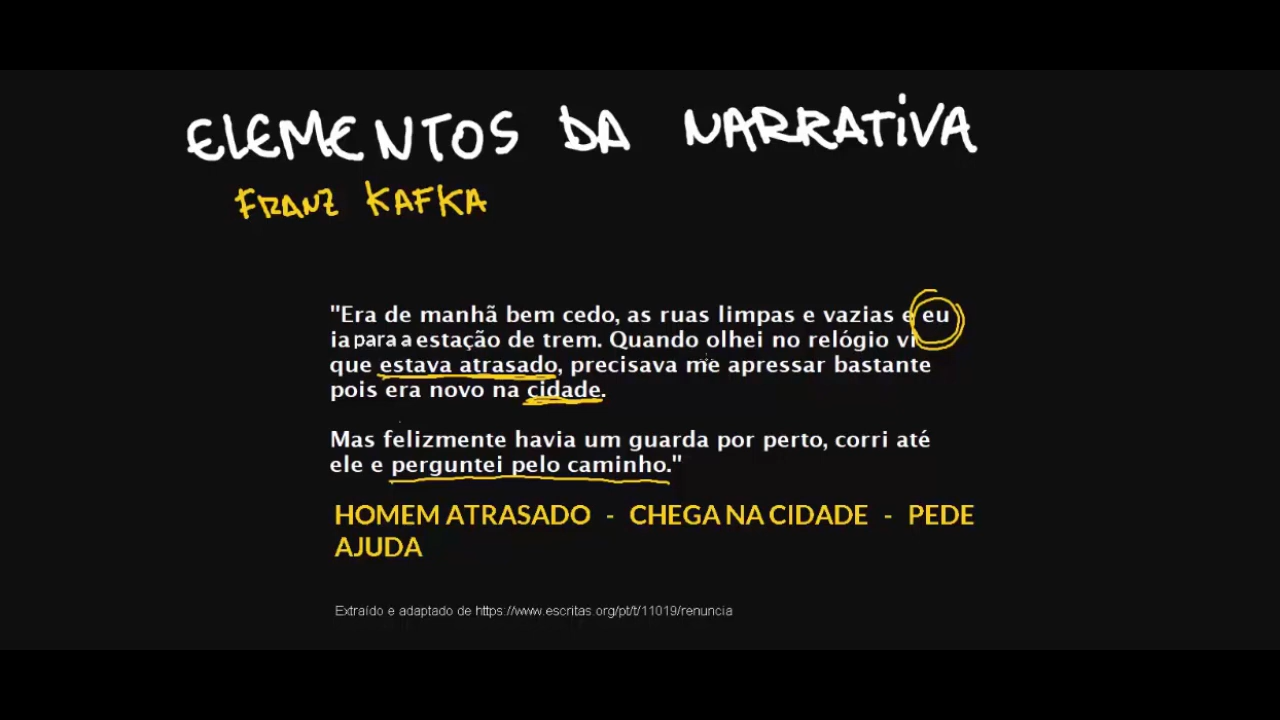 ELEMENTOS DA NARRATIVA
FRANZ KAFKA
"Era de manhã bem cedo, as ruas limpas e vazias e eu
ia para a estação de trem. Quando olhei no relógio vi
que estava atrasado, precisava me apressar bastante
pois era novo na cidade.
Mas felizmente havia um guarda por perto, corri até
ele e perguntei pelo caminho."
HOMEM ATRASADO - CHEGA NA CIDADE - PEDE
AJUDA
Extraído e adaptado de https://www.escritas.org/pt/t/11019/renuncia